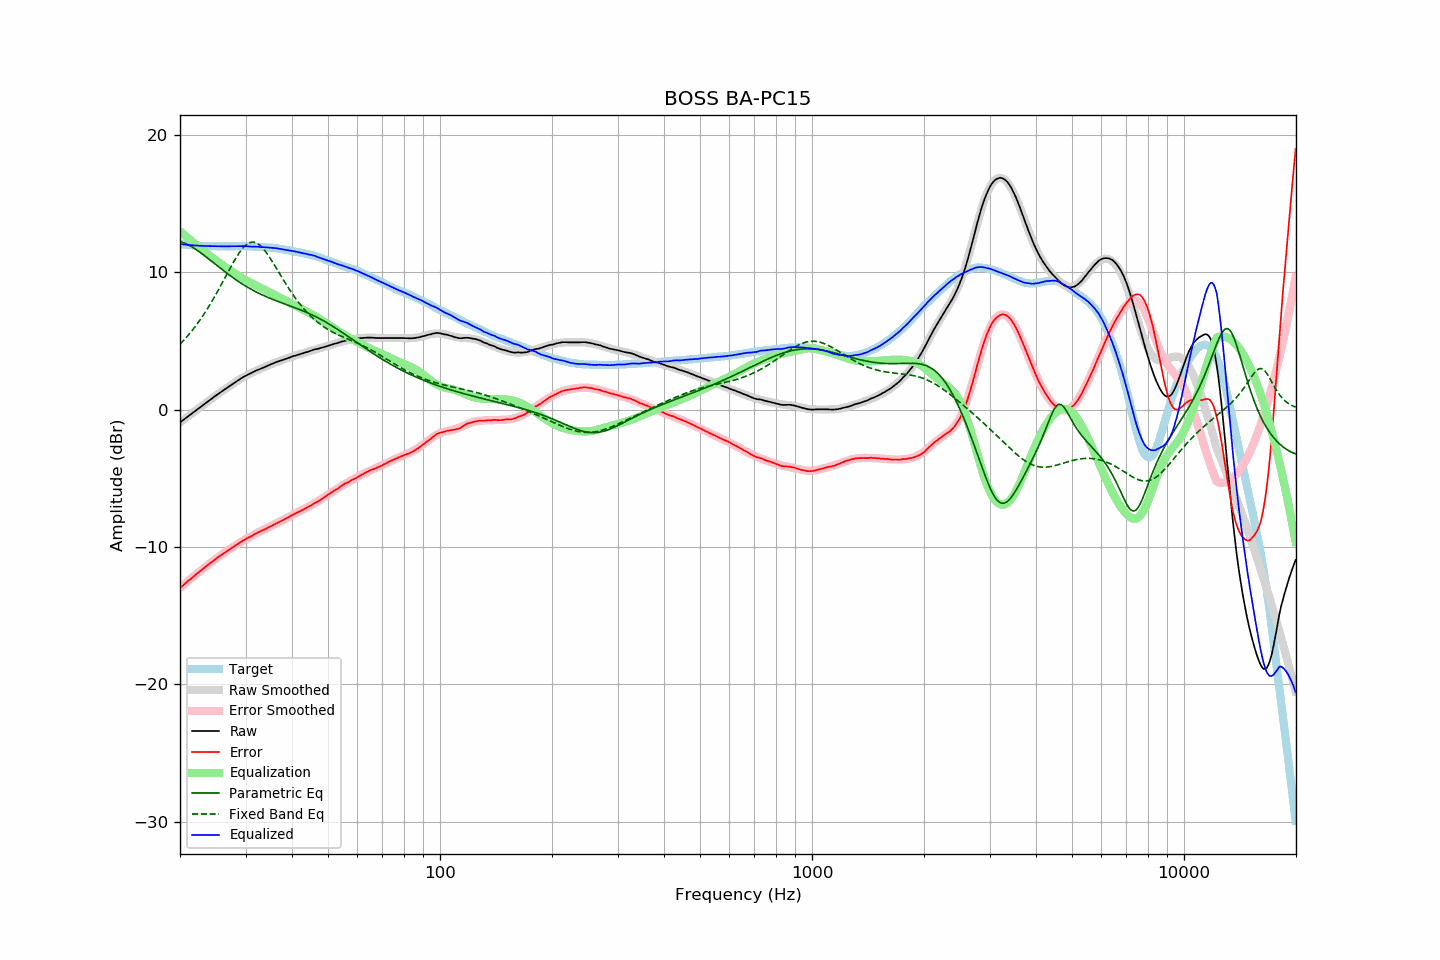 BOSS BA-PC15
20
10
0
−10
−20
−30
Amplitude (dBr)
Target
Raw Smoothed
Error Smoothed
Raw
Error
Equalization
Parametric Eq
Fixed Band Eq
Equalized
100
1000
10000
Frequency (Hz)